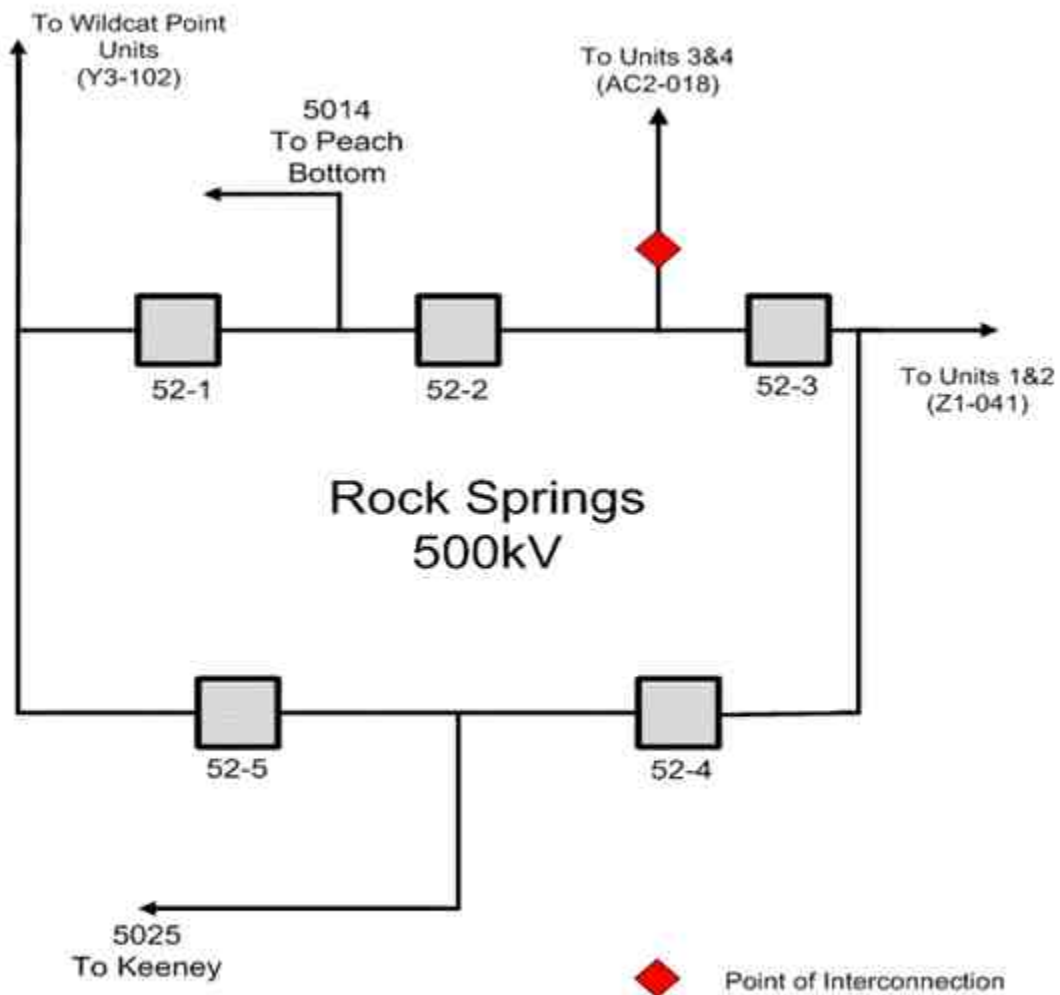 To Wildcat Point
Units
(Y3-102)
To Units 3&4
(AC2-018)
5014
To Peach
Bottom
52-1
52-2
52-3
To Units 1&2
(Z1-041)
Rock Springs
500kV
52-5
52-4
5025
To Keeney
Point of Interconnection